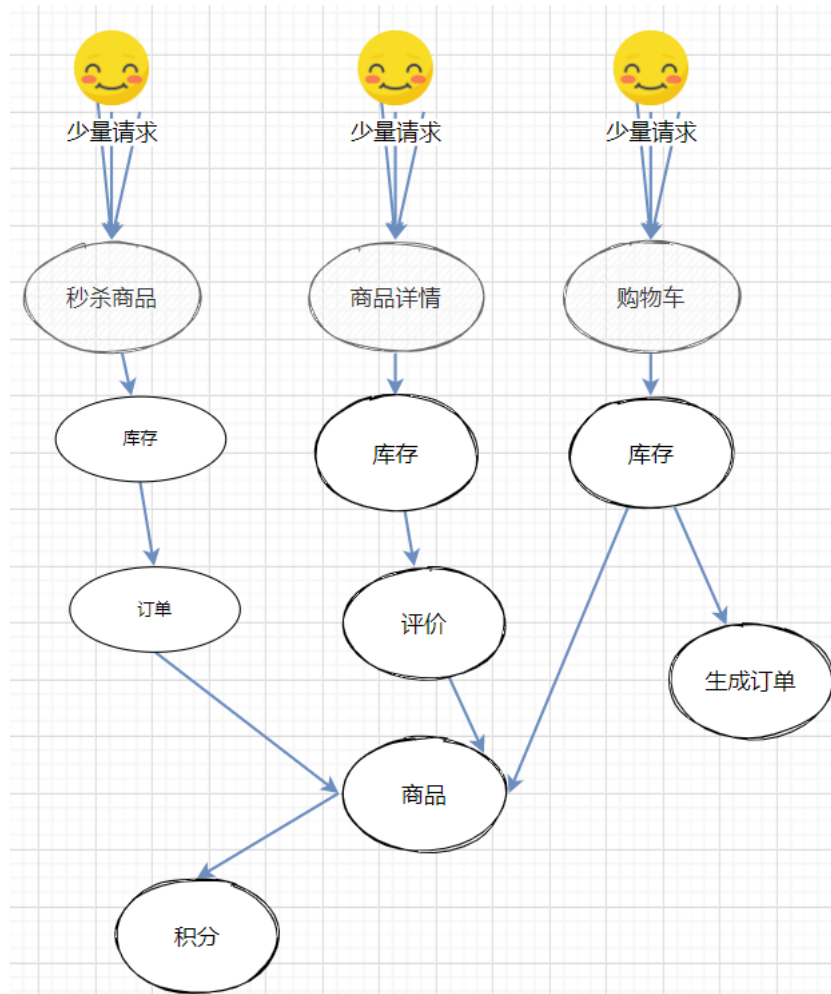 少量请求
少量请求
少量请求
秒杀商品
商品详情
购物车
库存
库存
库存
订单
评价
生成订单
商品
积分